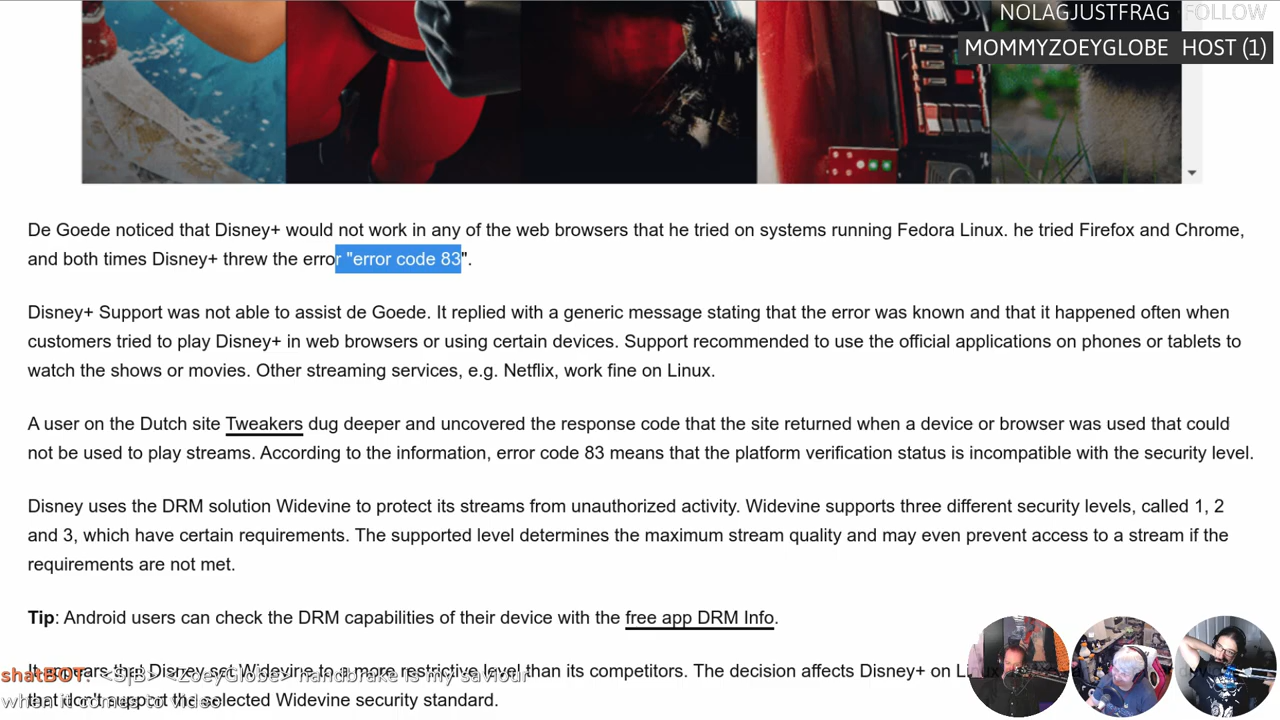 NOLAGJUSTFRAG FOLLOW
MOMMYZOEYGLOBE HOST (1)
De Goede noticed that Disney+ would not work in any of the web browsers that he tried on systems running Fedora Linux. he tried Firefox and Chrome,
and both times Disney+ threw the error "error code 83".
Disney+ Support was not able to assist de Goede. It replied with a generic message stating that the error was known and that it happened often when
customers tried to play Disney+ in web browsers or using certain devices. Support recommended to use the official applications on phones or tablets to
watch the shows or movies. Other streaming services, e.g. Netflix, work fine on Linux.
A user on the Dutch site Tweakers dug deeper and uncovered the response code that the site returned when a device or browser was used that could
not be used to play streams. According to the information, error code 83 means that the platform verification status is incompatible with the security level.
Disney uses the DRM solution Widevine to protect its streams from unauthorized activity. Widevine supports three different security levels, called 1, 2
and 3, which have certain requirements. The supported level determines the maximum stream quality and may even prevent access to a stream if the
requirements are not met.
Tip: Android users can check the DRM capabilities of their device with the free app DRM Info.
It appears that Disney set Widevine to a more restrictive level than its competitors. The decision affects Disney+ on
that don't support the selected Widevine security standard.
shatBOT: <SjB> <zoeyGlobe> handbrake is my saviour
when it comes to video